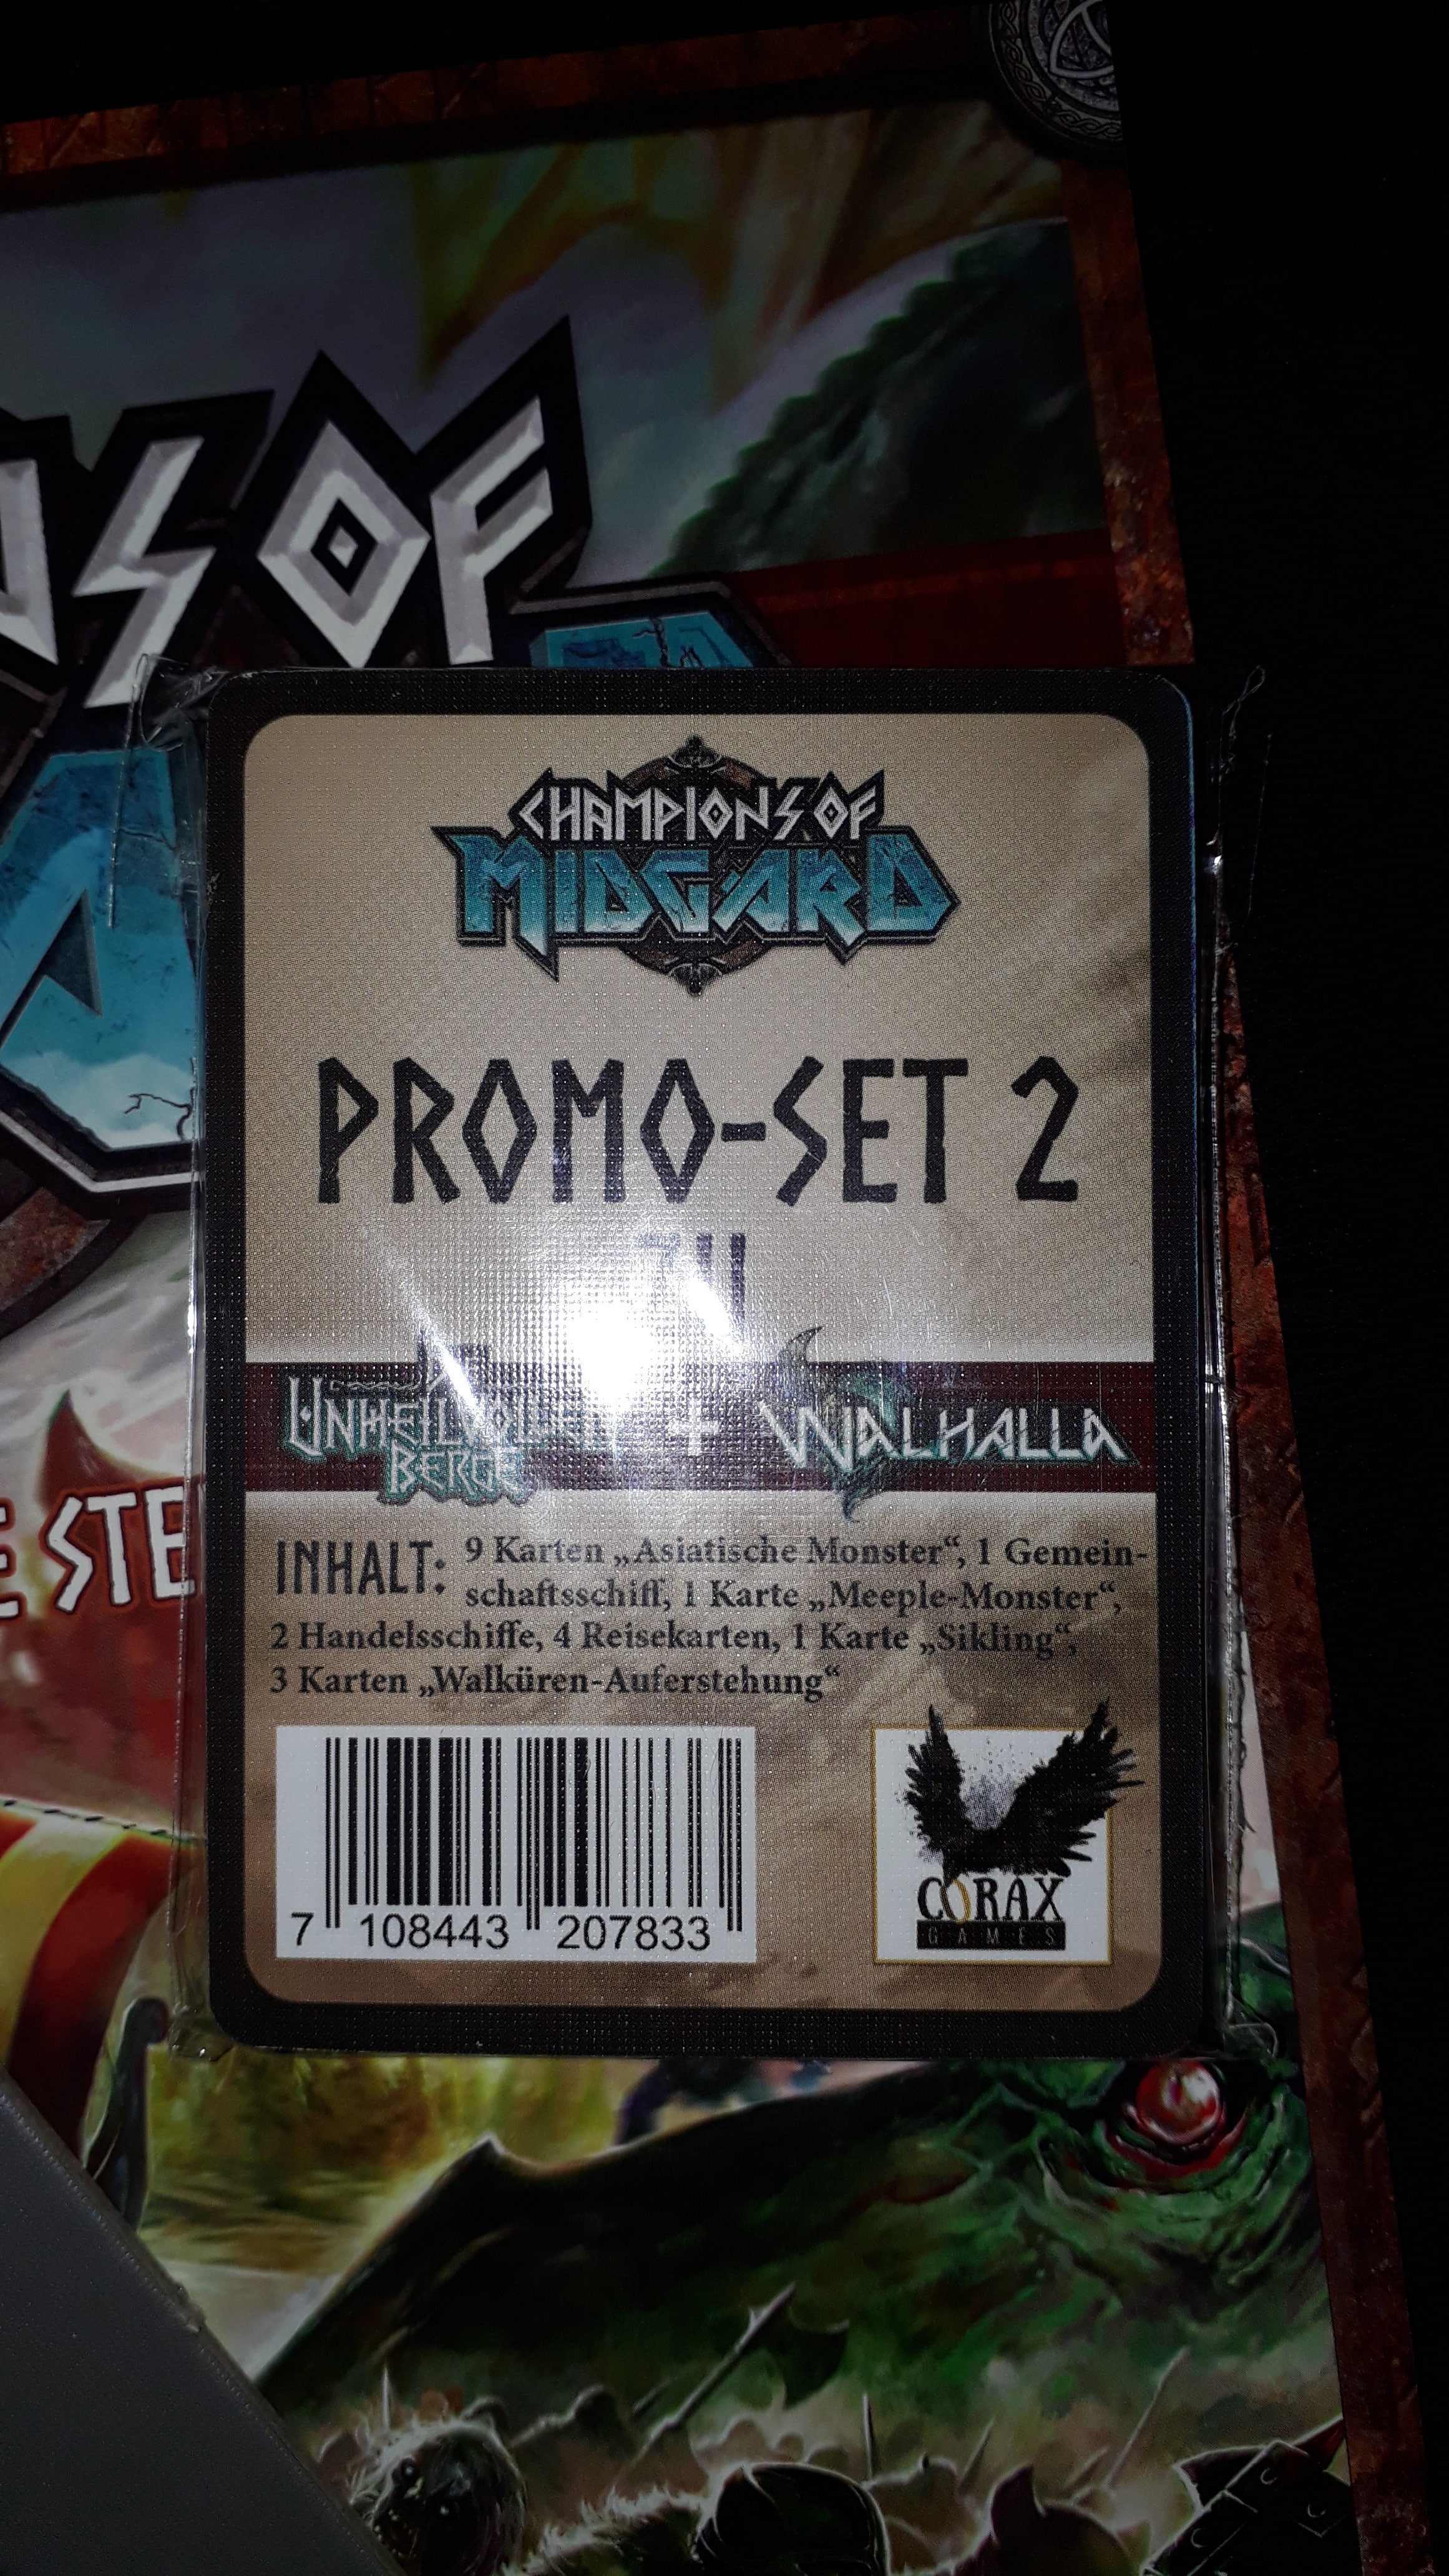 NS OF
CHAMPIONS OF
MIDGARD
PROMO-SET 2
ZU
UNHEILVOLLE + WALHALLA
BERGE
E STE
INHALT: 9 Karten „Asiatische Monster“, 1 Gemein-
schaftsschiff, 1 Karte „Meeple-Monster“,
2 Handelsschiffe, 4 Reisekarten, 1 Karte „Sikling“,
3 Karten „Walküren-Auferstehung“
7 108443 207833
CORAX
GAMES